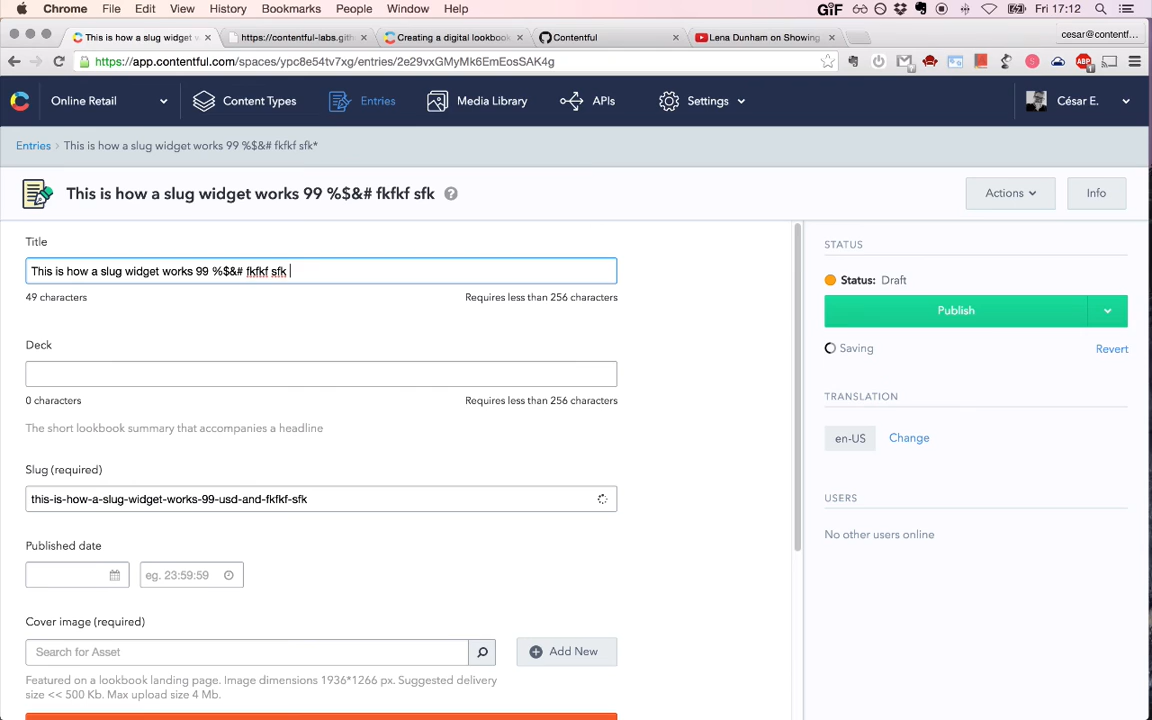 Chrome File Edit View History Bookmarks People Window Help GIF Fri 17:12
This is how a slug widget w × https://contentful-labs.gith × Creating a digital lookbook × Contentful × Lena Dunham on Showing × cesar@contentf...
https://app.contentful.com/spaces/ypc8e54tv7xg/entries/2e29vxGMyMk6EmEosSAK4g
Online Retail Content Types Entries Media Library APIs Settings César E.
Entries › This is how a slug widget works 99 %$&# fkfkf sfk*
This is how a slug widget works 99 %$&# fkfkf sfk ? Actions Info
Title
This is how a slug widget works 99 %$&# fkfkf sfk
49 characters Requires less than 256 characters
Deck
0 characters Requires less than 256 characters
The short lookbook summary that accompanies a headline
Slug (required)
this-is-how-a-slug-widget-works-99-usd-and-fkfkf-sfk
Published date
eg. 23:59:59
Cover image (required)
Search for Asset Add New
Featured on a lookbook landing page. Image dimensions 1936*1266 px. Suggested delivery
size << 500 Kb. Max upload size 4 Mb.
STATUS
Status: Draft
Publish
Saving Revert
TRANSLATION
en-US Change
USERS
No other users online